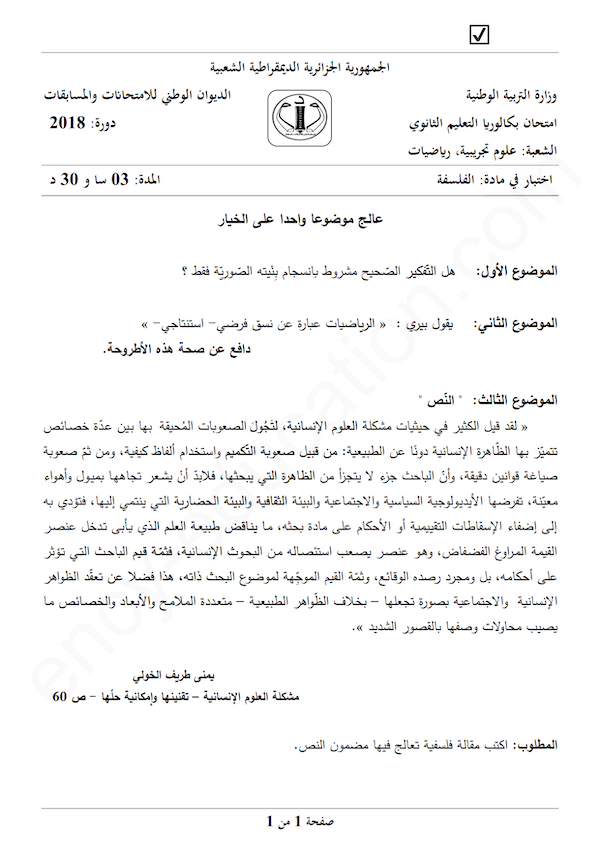 الجمهورية الجزائرية الديمقراطية الشعبية
وزارة التربية الوطنية
الديوان الوطني للامتحانات والمسابقات
امتحان بكالوريا التعليم الثانوي
دورة: 2018
الشعبة: علوم تجريبية، رياضيات
اختبار في مادة: الفلسفة
المدة: 03 سا و 30 د
عالج موضوعا واحدا على الخيار
الموضوع الأول: هل التّفكير الصّحيح مشروط بانسجام بِنْيته الصّوريّة فقط ؟
الموضوع الثاني: يقول بيري : « الرياضيات عبارة عن نسق فرضي- استنتاجي- »
دافع عن صحة هذه الأطروحة.
الموضوع الثالث: " النّص "
« لقد قيل الكثير في حيثيات مشكلة العلوم الإنسانية، لتَجُولَ الصعوبات المُحيقة بها بين عدّة خصائص
تتميّز بها الظّاهرة الإنسانية دونًا عن الطبيعية: من قبيل صعوبة التّكميم واستخدام ألفاظ كيفية، ومن ثمّ صعوبة
صياغة قوانين دقيقة، وأنّ الباحث جزء لا يتجزأ من الظاهرة التي يبحثها، فلابدّ أنْ يشعر تجاهها بميول وأهواء
معيّنة، تفرضها الأيديولوجية السياسية والاجتماعية والبيئة الثقافية والبيئة الحضارية التي ينتمي إليها، فتؤدي به
إلى إضفاء الإسقاطات التقييمية أو الأحكام على مادة بحثه، ما يناقض طبيعة العلم الذي يأبى تدخل عنصر
القيمة المراوغ الفضفاض، وهو عنصر يصعب استئصاله من البحوث الإنسانية، فثمّة قيم الباحث التي تؤثر
على أحكامه، بل ومجرد رصده الوقائع، وثمّة القيم الموجّهة لموضوع البحث ذاته، هذا فضلا عن تعقّد الظواهر
الإنسانية والاجتماعية بصورة تجعلها – بخلاف الظّواهر الطبيعية – متعددة الملامح والأبعاد والخصائص ما
يصيب محاولات وصفها بالقصور الشديد ».
يمنى طريف الخولي
مشكلة العلوم الإنسانية – تقنينها وإمكانية حلّها – ص 60
المطلوب: اكتب مقالة فلسفية تعالج فيها مضمون النص.
صفحة 1 من 1